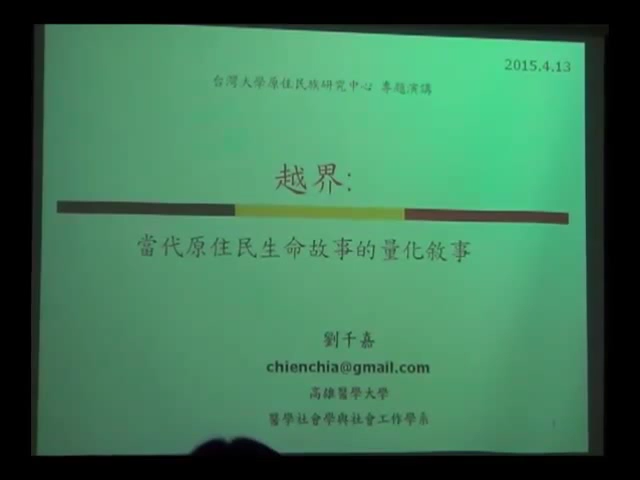 2015.4.13
台灣大學原住民族研究中心 專題演講
越界:
當代原住民生命故事的量化敘事
劉千嘉
chienchia@gmail.com
高雄醫學大學
醫學社會學與社會工作學系
1